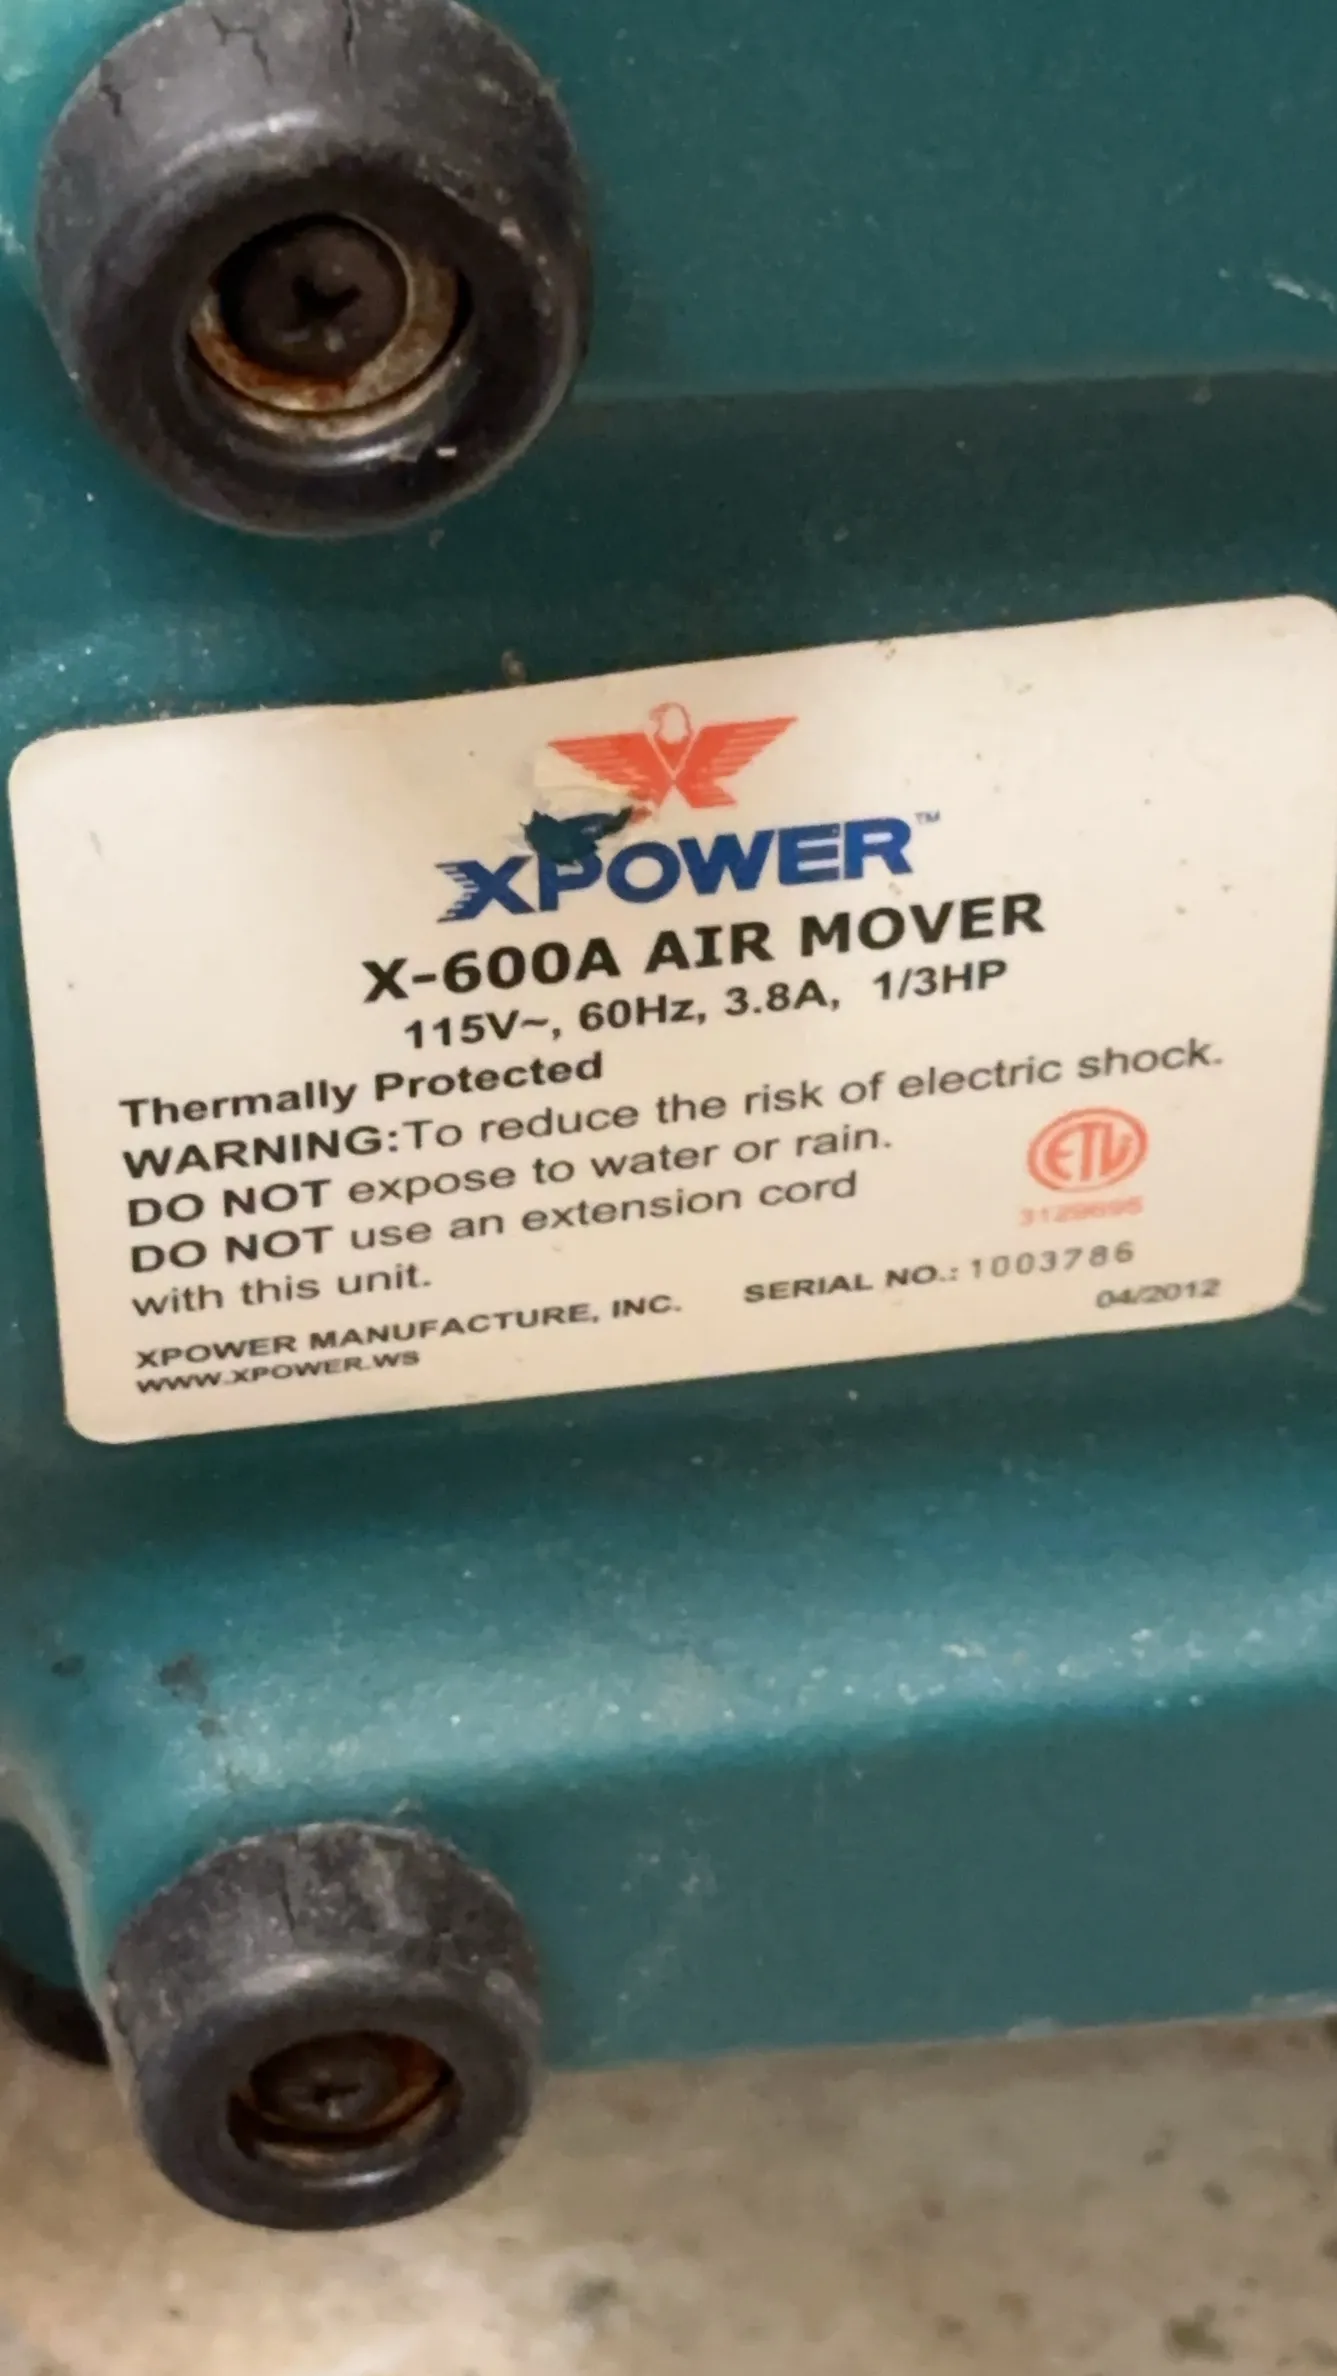 XPOWER™
X-600A AIR MOVER
115V~, 60Hz, 3.8A, 1/3HP
Thermally Protected
WARNING:To reduce the risk of electric shock.
DO NOT expose to water or rain.
DO NOT use an extension cord
with this unit.
ETL
XPOWER MANUFACTURE, INC.
WWW.XPOWER.WS
SERIAL NO.: 1003786
04/2012